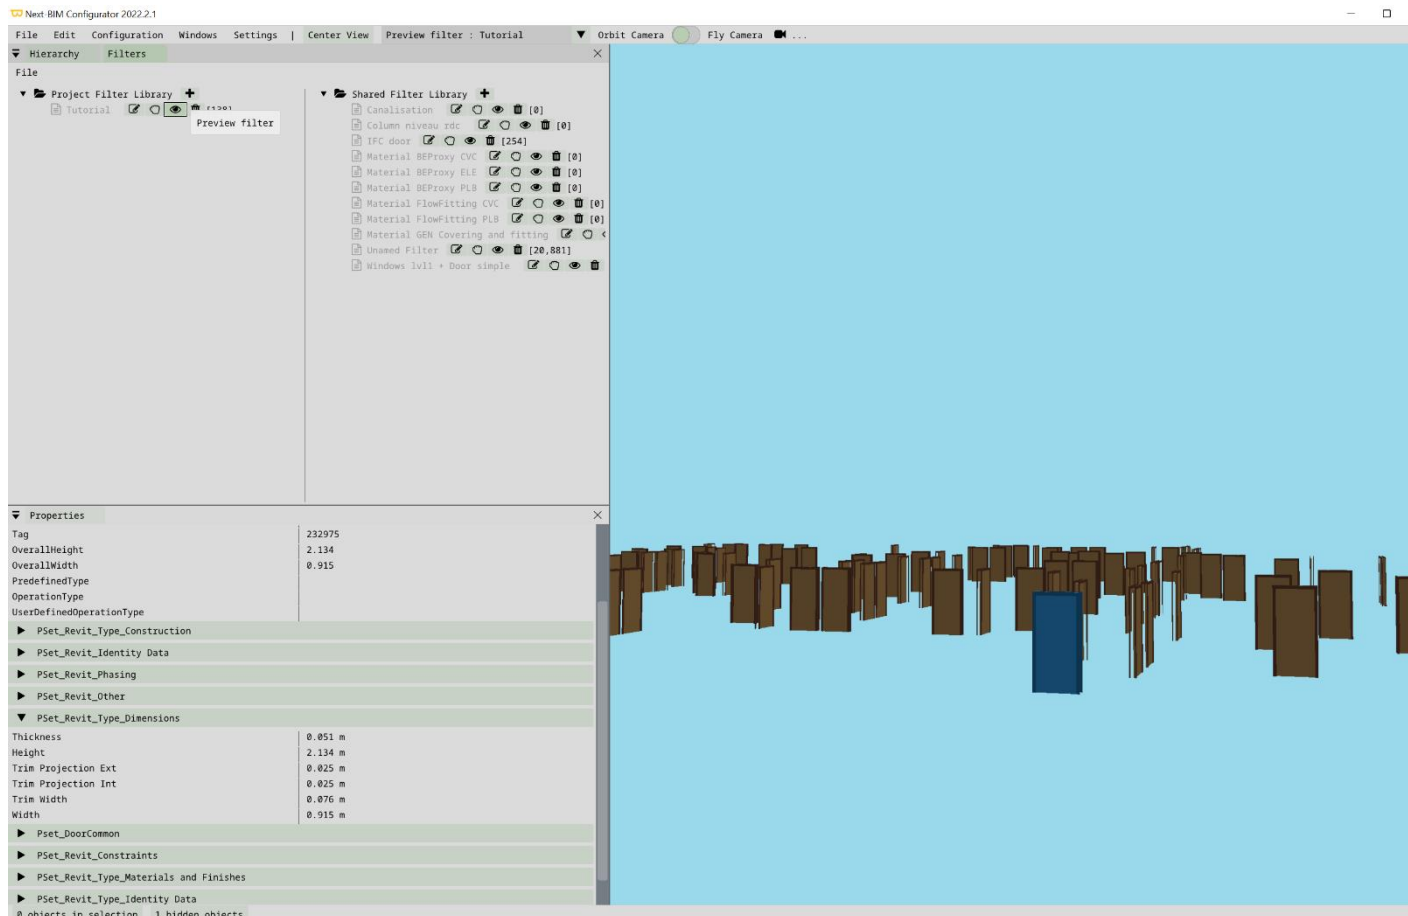 Next-BIM Configurator 2022.2.1
File Edit Configuration Windows Settings | Center View Preview filter : Tutorial Orbit Camera Fly Camera ...
Hierarchy Filters
File
Project Filter Library
Tutorial [138]
Preview filter
Shared Filter Library
Canalisation [0]
Column niveau rdc [0]
IFC door [254]
Material BEProxy CVC [0]
Material BEProxy ELE [0]
Material BEProxy PLB [0]
Material FlowFitting CVC [0]
Material FlowFitting PLB [0]
Material GEN Covering and fitting
Unamed Filter [20,881]
Windows lvl1 + Door simple
Properties
Tag 232975
OverallHeight 2.134
OverallWidth 0.915
PredefinedType
OperationType
UserDefinedOperationType
PSet_Revit_Type_Construction
PSet_Revit_Identity Data
PSet_Revit_Phasing
PSet_Revit_Other
PSet_Revit_Type_Dimensions
Thickness 0.051 m
Height 2.134 m
Trim Projection Ext 0.025 m
Trim Projection Int 0.025 m
Trim Width 0.076 m
Width 0.915 m
Pset_DoorCommon
PSet_Revit_Constraints
PSet_Revit_Type_Materials and Finishes
PSet_Revit_Type_Identity Data
0 objects in selection 1 hidden objects